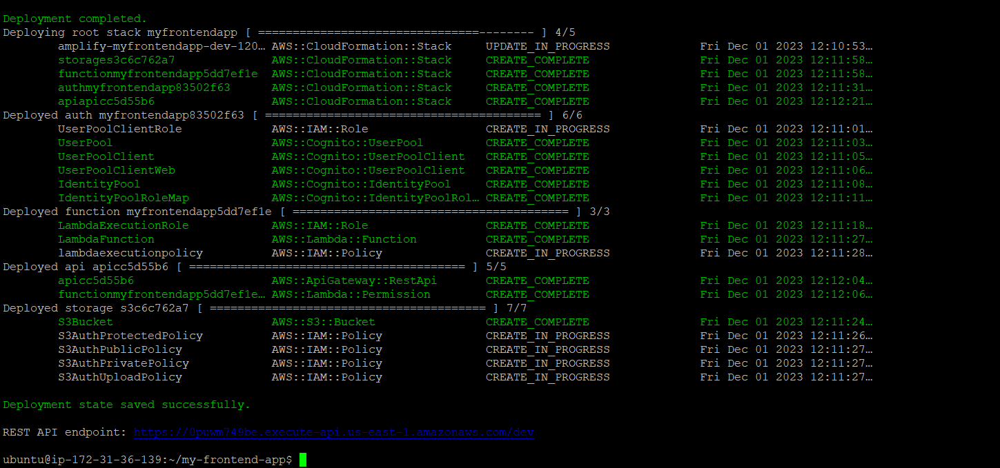 Deployment completed.
Deploying root stack myfrontendapp [ ================================-------- ] 4/5
amplify-myfrontendapp-dev-120… AWS::CloudFormation::Stack UPDATE_IN_PROGRESS Fri Dec 01 2023 12:10:53…
storages3c6c762a7 AWS::CloudFormation::Stack CREATE_COMPLETE Fri Dec 01 2023 12:11:58…
functionmyfrontendapp5dd7ef1e AWS::CloudFormation::Stack CREATE_COMPLETE Fri Dec 01 2023 12:11:58…
authmyfrontendapp83502f63 AWS::CloudFormation::Stack CREATE_COMPLETE Fri Dec 01 2023 12:11:31…
apiapicc5d55b6 AWS::CloudFormation::Stack CREATE_COMPLETE Fri Dec 01 2023 12:12:21…
Deployed auth myfrontendapp83502f63 [ ======================================== ] 6/6
UserPoolClientRole AWS::IAM::Role CREATE_IN_PROGRESS Fri Dec 01 2023 12:11:01…
UserPool AWS::Cognito::UserPool CREATE_COMPLETE Fri Dec 01 2023 12:11:03…
UserPoolClient AWS::Cognito::UserPoolClient CREATE_COMPLETE Fri Dec 01 2023 12:11:05…
UserPoolClientWeb AWS::Cognito::UserPoolClient CREATE_COMPLETE Fri Dec 01 2023 12:11:06…
IdentityPool AWS::Cognito::IdentityPool CREATE_COMPLETE Fri Dec 01 2023 12:11:08…
IdentityPoolRoleMap AWS::Cognito::IdentityPoolRol… CREATE_COMPLETE Fri Dec 01 2023 12:11:11…
Deployed function myfrontendapp5dd7ef1e [ ======================================== ] 3/3
LambdaExecutionRole AWS::IAM::Role CREATE_COMPLETE Fri Dec 01 2023 12:11:18…
LambdaFunction AWS::Lambda::Function CREATE_COMPLETE Fri Dec 01 2023 12:11:27…
lambdaexecutionpolicy AWS::IAM::Policy CREATE_IN_PROGRESS Fri Dec 01 2023 12:11:28…
Deployed api apicc5d55b6 [ ======================================== ] 5/5
apicc5d55b6 AWS::ApiGateway::RestApi CREATE_COMPLETE Fri Dec 01 2023 12:12:04…
functionmyfrontendapp5dd7ef1e… AWS::Lambda::Permission CREATE_COMPLETE Fri Dec 01 2023 12:12:06…
Deployed storage s3c6c762a7 [ ======================================== ] 7/7
S3Bucket AWS::S3::Bucket CREATE_COMPLETE Fri Dec 01 2023 12:11:24…
S3AuthProtectedPolicy AWS::IAM::Policy CREATE_IN_PROGRESS Fri Dec 01 2023 12:11:26…
S3AuthPublicPolicy AWS::IAM::Policy CREATE_IN_PROGRESS Fri Dec 01 2023 12:11:27…
S3AuthPrivatePolicy AWS::IAM::Policy CREATE_IN_PROGRESS Fri Dec 01 2023 12:11:27…
S3AuthUploadPolicy AWS::IAM::Policy CREATE_IN_PROGRESS Fri Dec 01 2023 12:11:27…
Deployment state saved successfully.
REST API endpoint: https://0puwm749be.execute-api.us-east-1.amazonaws.com/dev
ubuntu@ip-172-31-36-139:~/my-frontend-app$